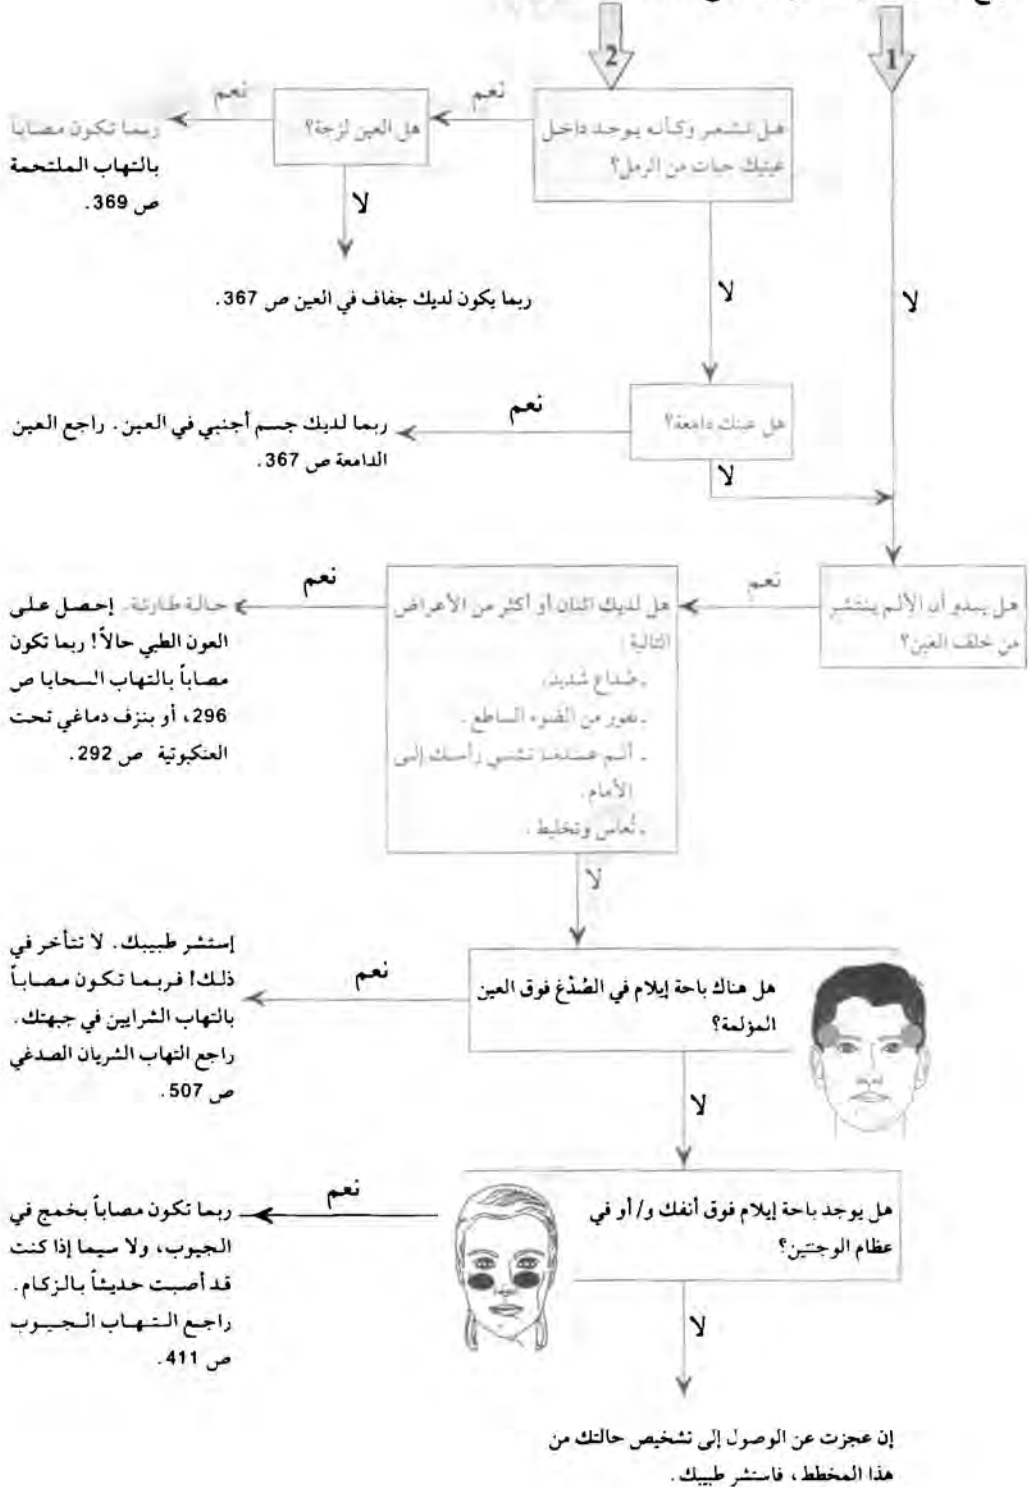 1
2
هل تشعر وكأنه يوجد داخل
عينيك حبات من الرمل؟
نعم
هل العين لزجة؟
نعم
ربما تكون مصاباً
بالتهاب الملتحمة
ص 369.
لا
ربما يكون لديك جفاف في العين ص 367.
لا
لا
هل عينك دامعة؟
نعم
ربما لديك جسم أجنبي في العين. راجع العين
الدامعة ص 367.
لا
هل يبدو أن الألم ينتشر
من خلف العين؟
نعم
هل لديك اثنان أو أكثر من الأعراض
التالية:
ـ صُداع شديد.
ـ نفور من الضوء الساطع.
ـ ألم عندما تثني رأسك إلى
الأمام.
ـ نُعاس وتخليط.
نعم
حالة طارئة. إحصل على
العون الطبي حالاً! ربما تكون
مصاباً بالتهاب السحايا ص
296، أو بنزف دماغي تحت
العنكبوتية ص 292.
لا
هل هناك باحة إيلام في الصُدْغ فوق العين
المؤلمة؟
نعم
إستشر طبيبك. لا تتأخر في
ذلك! فربما تكون مصاباً
بالتهاب الشرايين في جبهتك.
راجع التهاب الشريان الصدغي
ص 507.
لا
هل يوجد باحة إيلام فوق أنفك و/ أو في
عظام الوجنتين؟
نعم
ربما تكون مصاباً بخمج في
الجيوب، ولا سيما إذا كنت
قد أصبت حديثاً بالزكام.
راجع التهاب الجيوب
ص 411.
لا
إن عجزت عن الوصول إلى تشخيص حالتك من
هذا المخطط، فاستشر طبيبك.